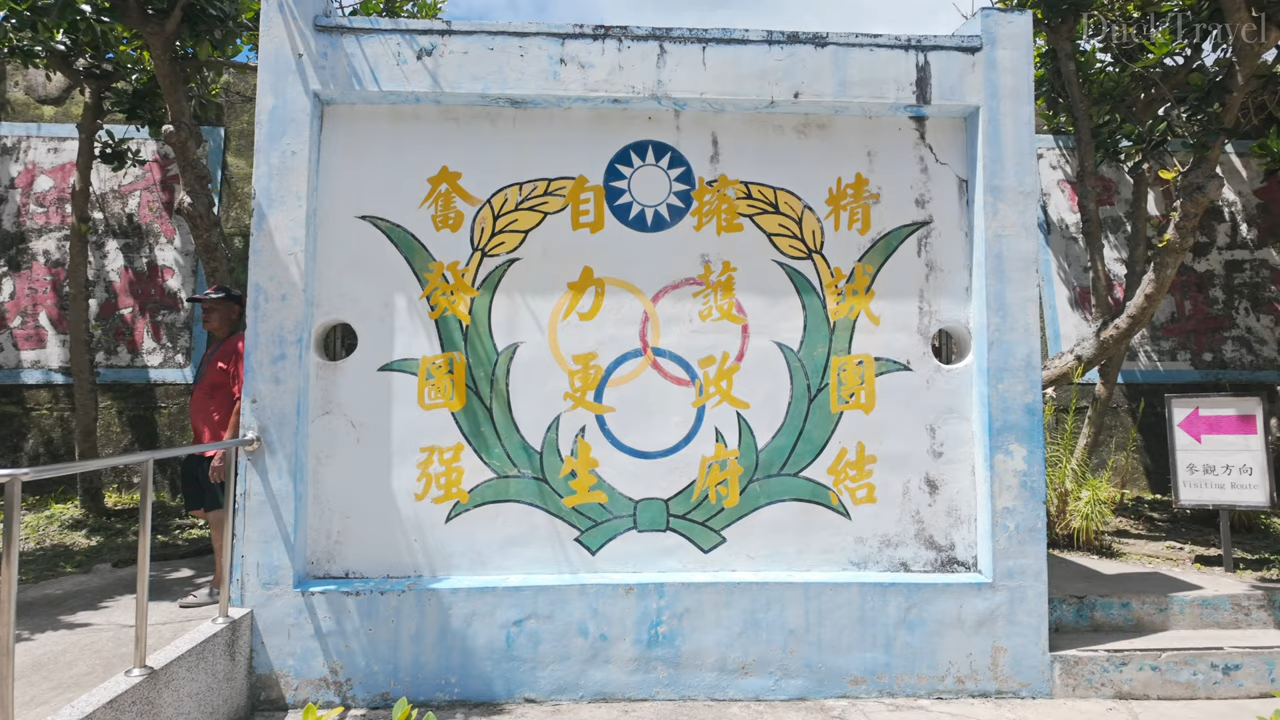 精誠團結
擁護政府
自力更生
奮發圖强
參觀方向
Visiting Route
DuckTravel